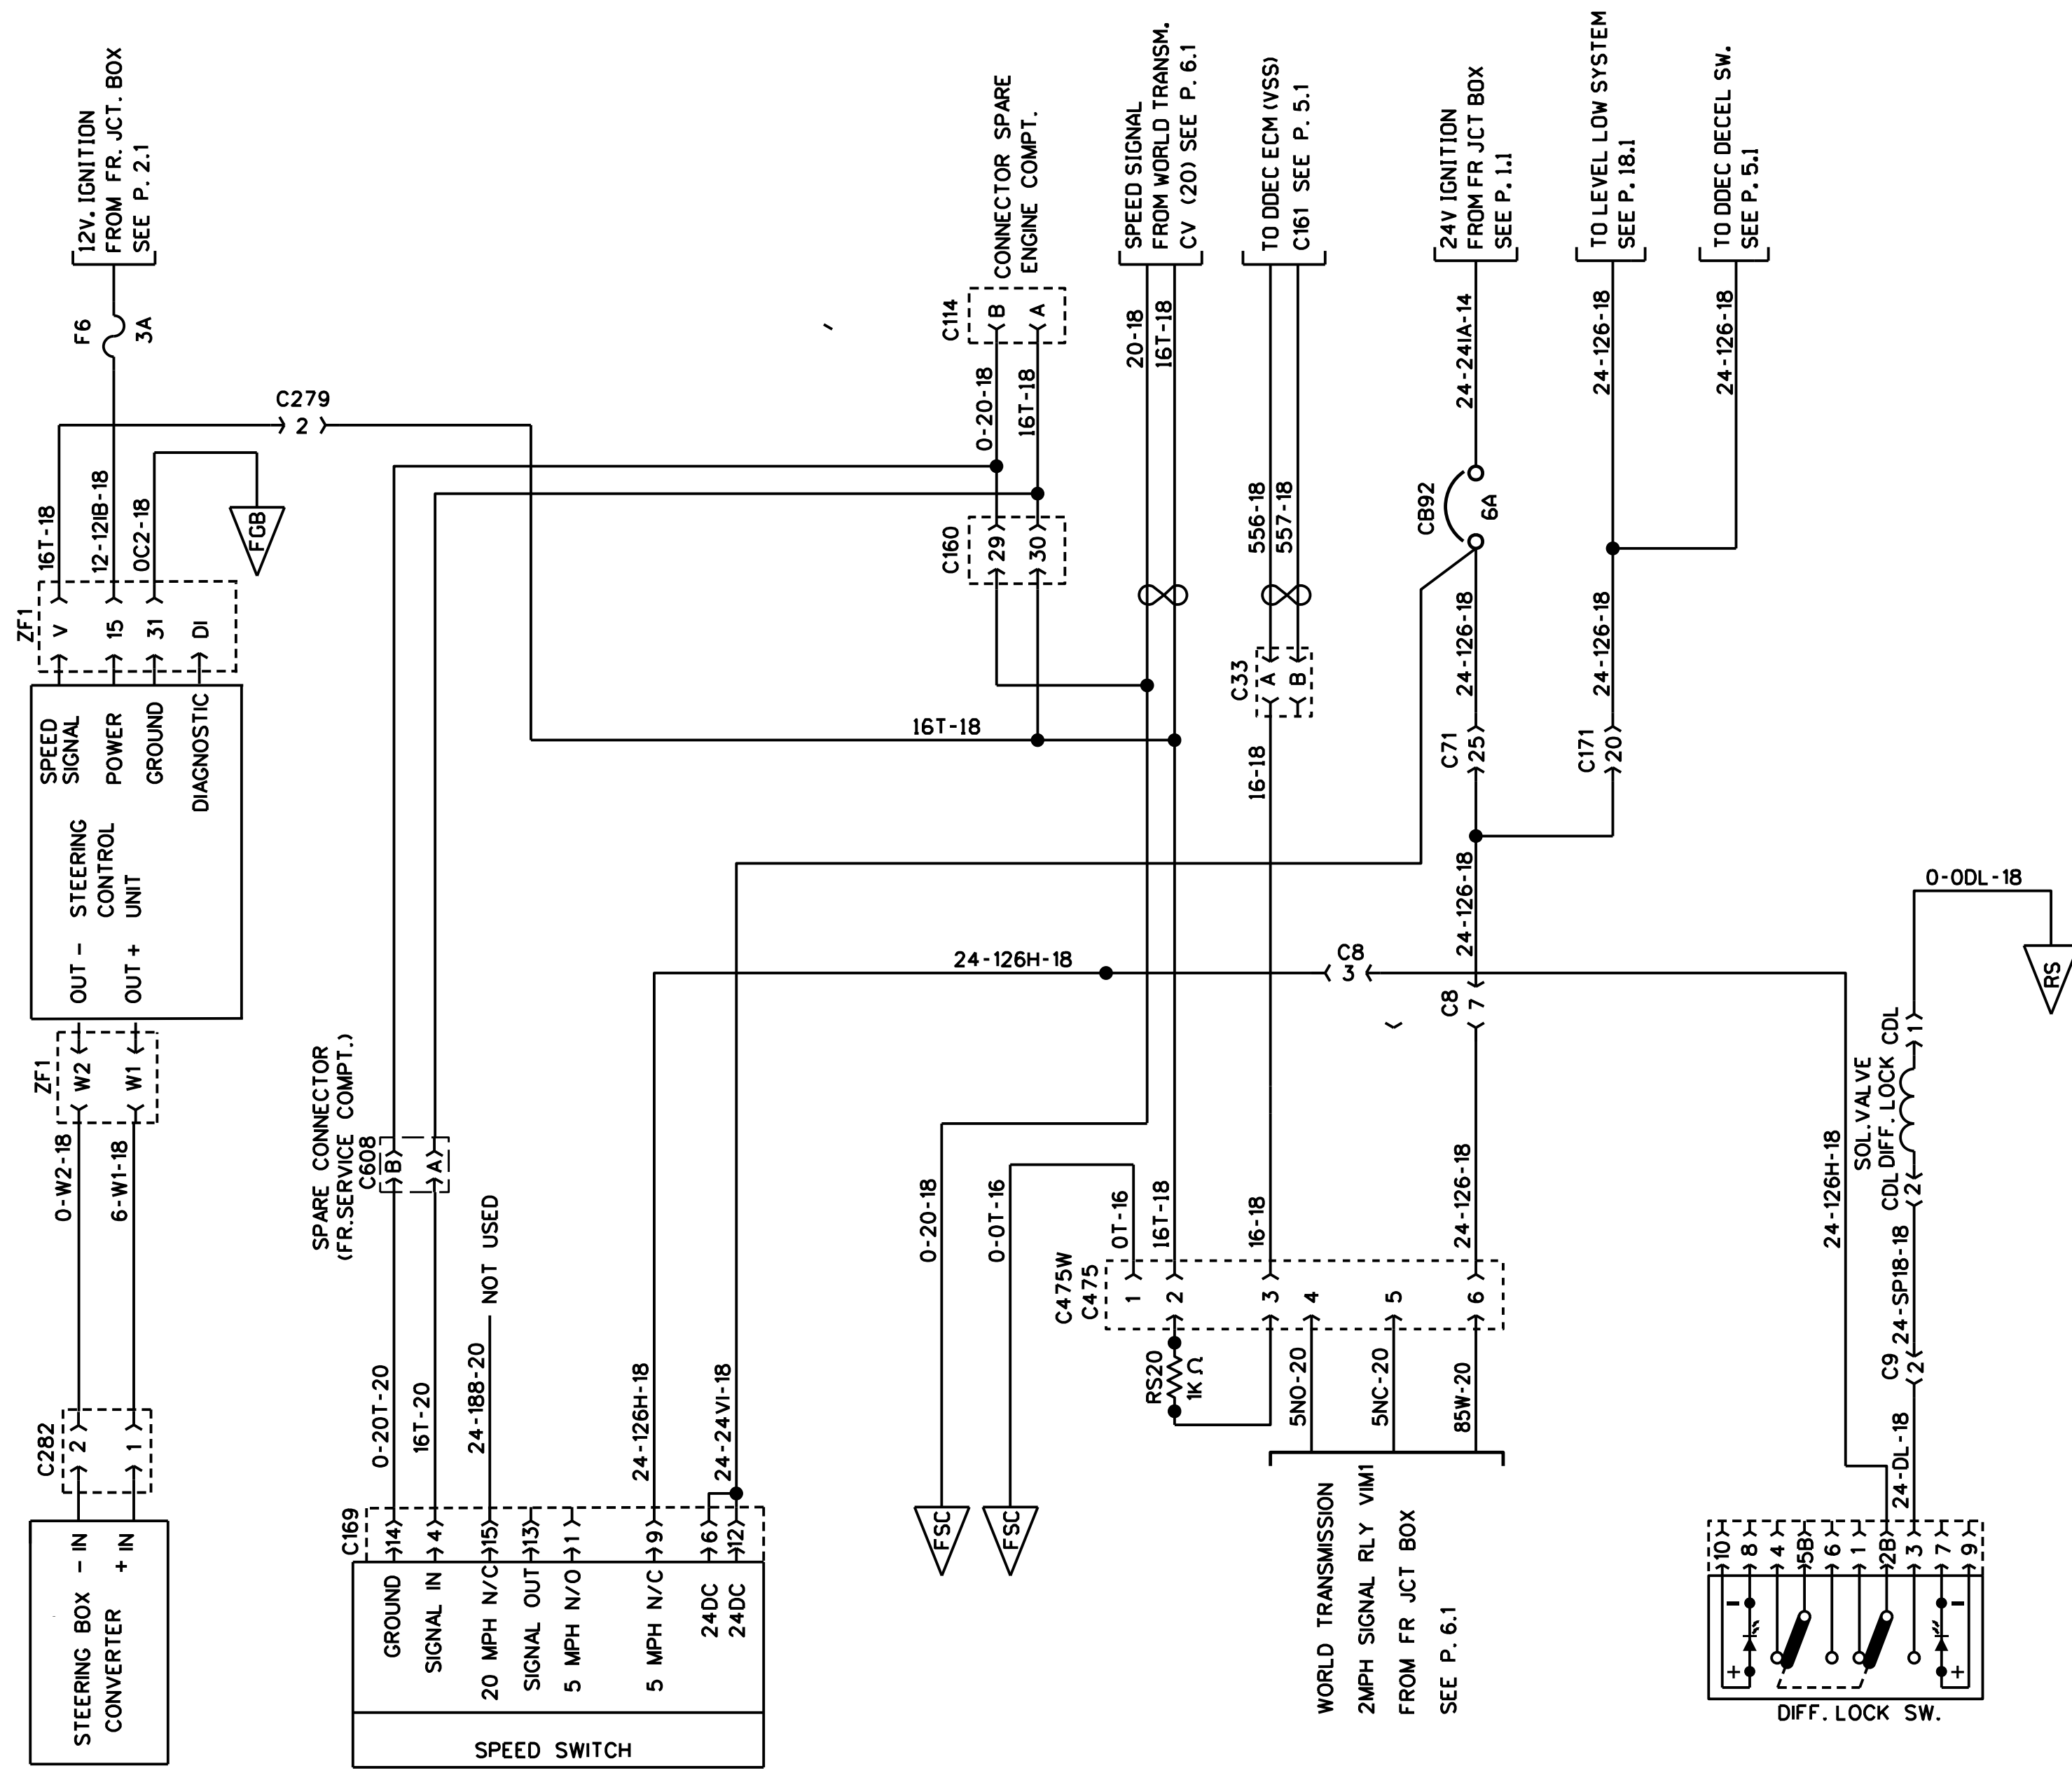 12V. IGNITION
FROM FR. JCT. BOX
SEE P. 2.1
F6
3A
C279
2
16T-18
12-12IB-18
0C2-18
FGB
ZF1
V
15
31
DI
SPEED
SIGNAL
POWER
GROUND
DIAGNOSTIC
STEERING
CONTROL
UNIT
OUT -
OUT +
ZF1
W2
W1
0-W2-18
6-W1-18
C282
2
1
- IN
+ IN
STEERING BOX
CONVERTER
CONNECTOR SPARE
ENGINE COMPT.
C114
B
A
0-20-18
16T-18
C160
29
30
16T-18
SPEED SIGNAL
FROM WORLD TRANSM.
CV (20) SEE P. 6.1
20-18
16T-18
TO DDEC ECM (VSS)
C161 SEE P. 5.1
556-18
557-18
C33
A
B
16-18
24V IGNITION
FROM FR JCT BOX
SEE P. 1.1
24-24IA-14
CB92
6A
24-126-18
C71
25
24-126-18
C8
7
24-126-18
TO LEVEL LOW SYSTEM
SEE P. 18.1
24-126-18
24-126-18
C171
20
TO DDEC DECEL SW.
SEE P. 5.1
24-126-18
24-126H-18
C8
3
SPARE CONNECTOR
(FR.SERVICE COMPT.)
C608
B
A
0-20T-20
16T-20
24-188-20
NOT USED
24-126H-18
24-24VI-18
C169
14
4
15
13
1
9
6
12
GROUND
SIGNAL IN
20 MPH N/C
SIGNAL OUT
5 MPH N/O
5 MPH N/C
24DC
24DC
SPEED SWITCH
0-20-18
0-0T-16
FSC
FSC
0T-16
16T-18
16-18
C475W
C475
1
2
3
4
5
6
RS20
1K Ω
5NO-20
5NC-20
85W-20
WORLD TRANSMISSION
2MPH SIGNAL RLY VIM1
FROM FR JCT BOX
SEE P. 6.1
0-ODL-18
RS
CDL
1
SOL.VALVE
DIFF. LOCK
CDL
2
24-SP18-18
C9
2
24-DL-18
24-126H-18
10
8
4
5B
6
1
2B
3
7
9
-
+
-
+
DIFF. LOCK SW.